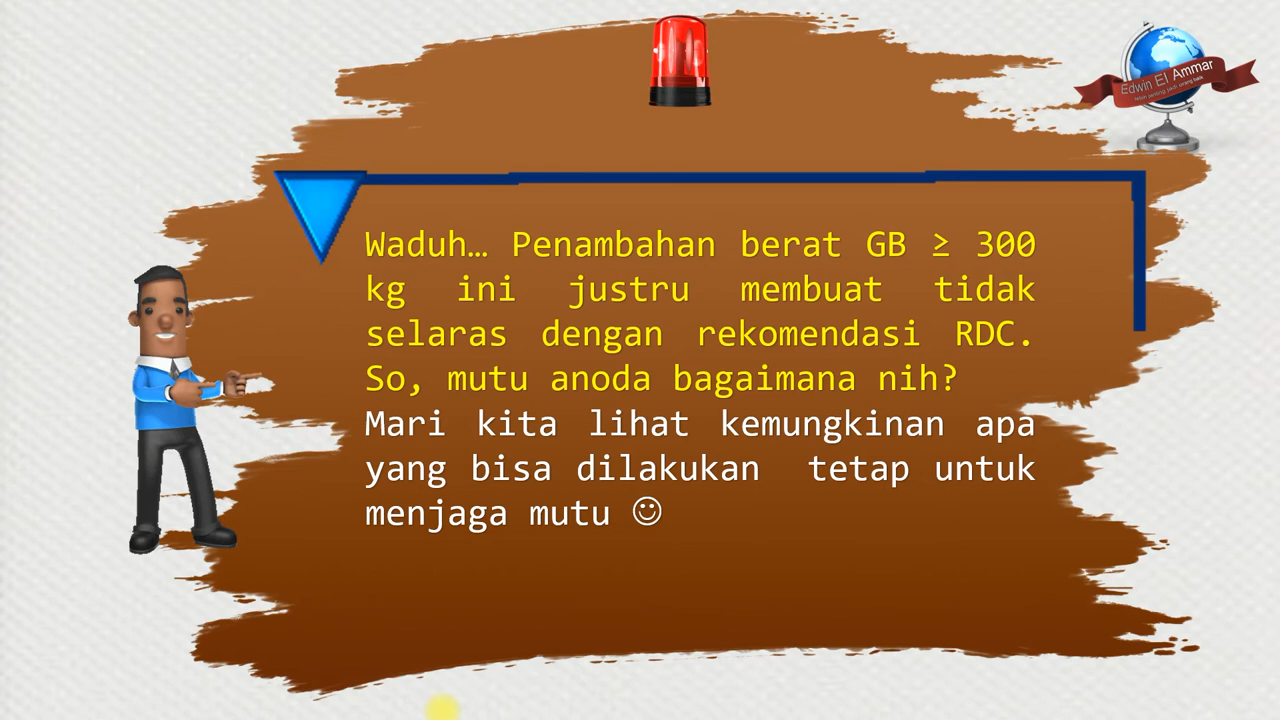 Edwin El Ammar
Waduh… Penambahan berat GB ≥ 300
kg ini justru membuat tidak
selaras dengan rekomendasi RDC.
So, mutu anoda bagaimana nih?
Mari kita lihat kemungkinan apa
yang bisa dilakukan tetap untuk
menjaga mutu ☺